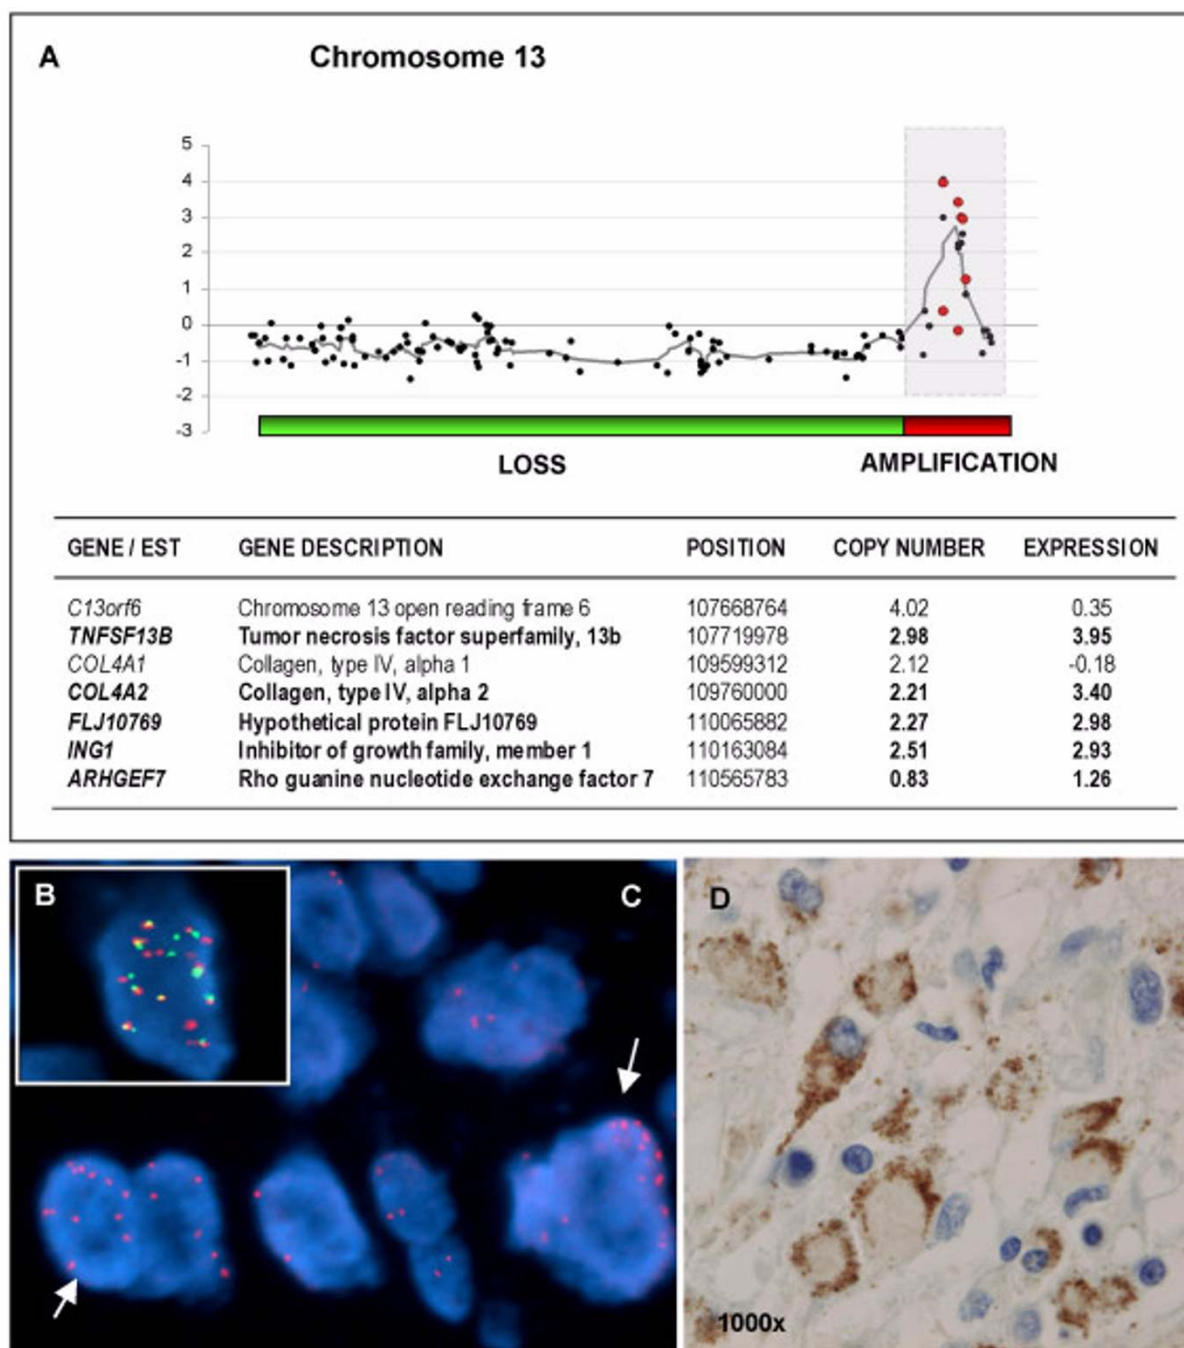 A
Chromosome 13
5
4
3
2
1
0
-1
-2
-3
LOSS
AMPLIFICATION
GENE / EST GENE DESCRIPTION POSITION COPY NUMBER EXPRESSION
C13orf6 Chromosome 13 open reading frame 6 107668764 4.02 0.35
TNFSF13B Tumor necrosis factor superfamily, 13b 107719978 2.98 3.95
COL4A1 Collagen, type IV, alpha 1 109599312 2.12 -0.18
COL4A2 Collagen, type IV, alpha 2 109760000 2.21 3.40
FLJ10769 Hypothetical protein FLJ10769 110065882 2.27 2.98
ING1 Inhibitor of growth family, member 1 110163084 2.51 2.93
ARHGEF7 Rho guanine nucleotide exchange factor 7 110565783 0.83 1.26
B
C
D
1000x